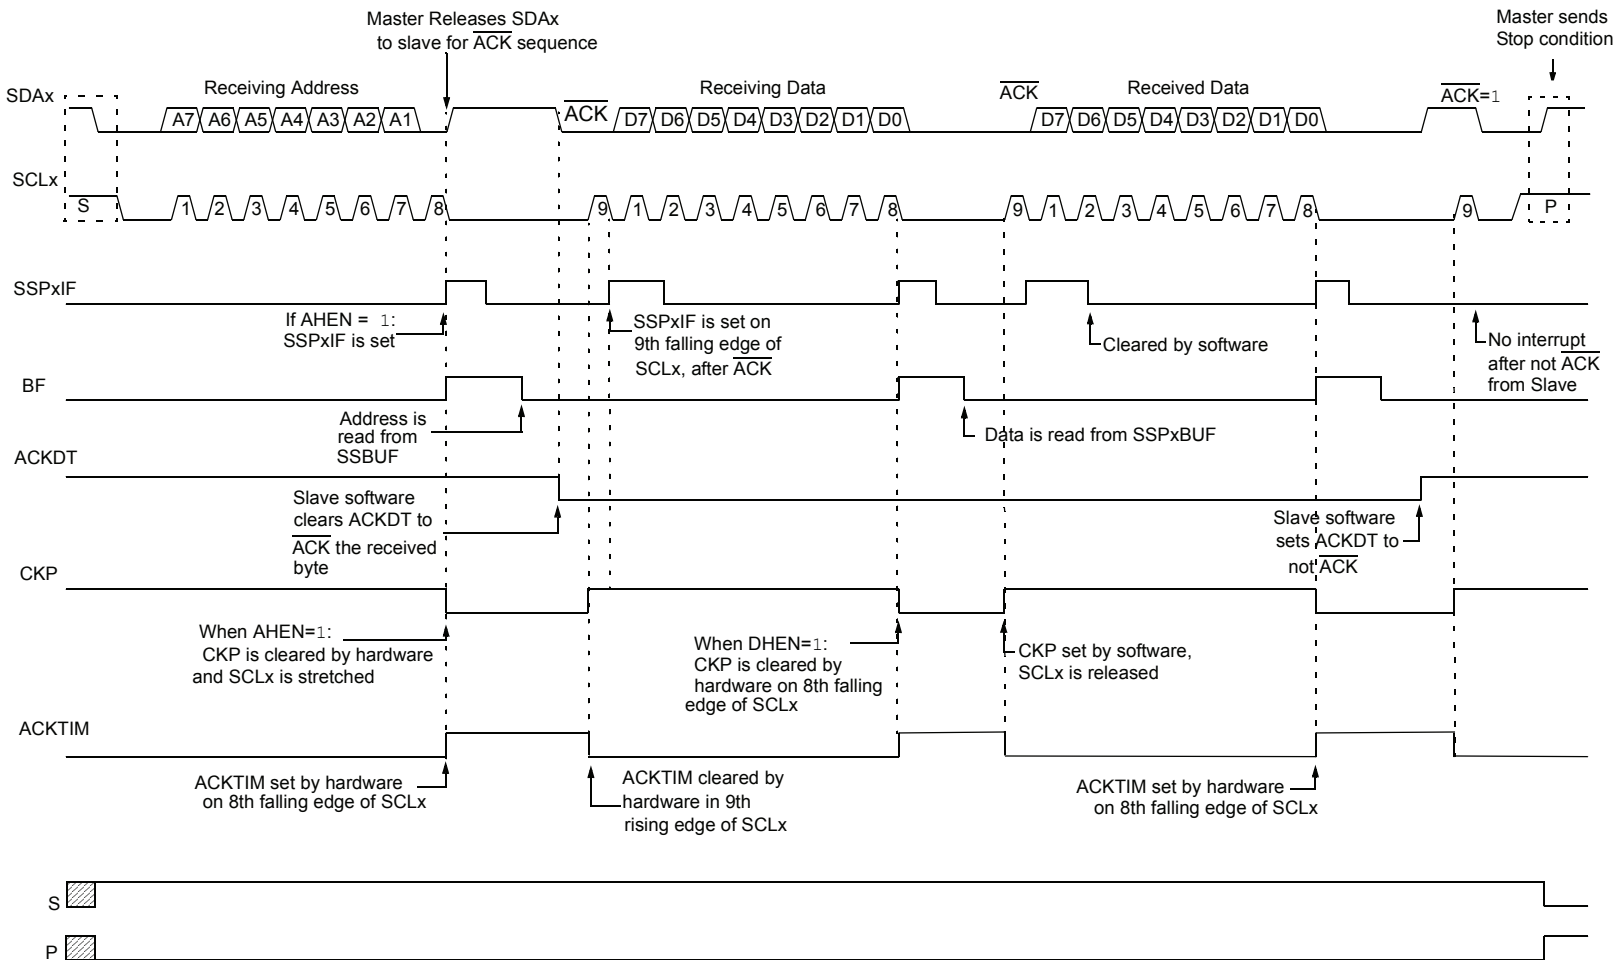 Master Releases SDAx
to slave for ACK sequence
Master sends
Stop condition
SDAx
Receiving Address
A7 A6 A5 A4 A3 A2 A1
ACK
Receiving Data
D7 D6 D5 D4 D3 D2 D1 D0
ACK
Received Data
D7 D6 D5 D4 D3 D2 D1 D0
ACK=1
SCLx
S
1 2 3 4 5 6 7 8
9 1 2 3 4 5 6 7 8
9 1 2 3 4 5 6 7 8
9
P
SSPxIF
If AHEN = 1:
SSPxIF is set
SSPxIF is set on
9th falling edge of
SCLx, after ACK
Cleared by software
No interrupt
after not ACK
from Slave
BF
Address is
read from
SSBUF
Data is read from SSPxBUF
ACKDT
Slave software
clears ACKDT to
ACK the received
byte
Slave software
sets ACKDT to
not ACK
CKP
When AHEN=1:
CKP is cleared by hardware
and SCLx is stretched
When DHEN=1:
CKP is cleared by
hardware on 8th falling
edge of SCLx
CKP set by software,
SCLx is released
ACKTIM
ACKTIM set by hardware
on 8th falling edge of SCLx
ACKTIM cleared by
hardware in 9th
rising edge of SCLx
ACKTIM set by hardware
on 8th falling edge of SCLx
S
P